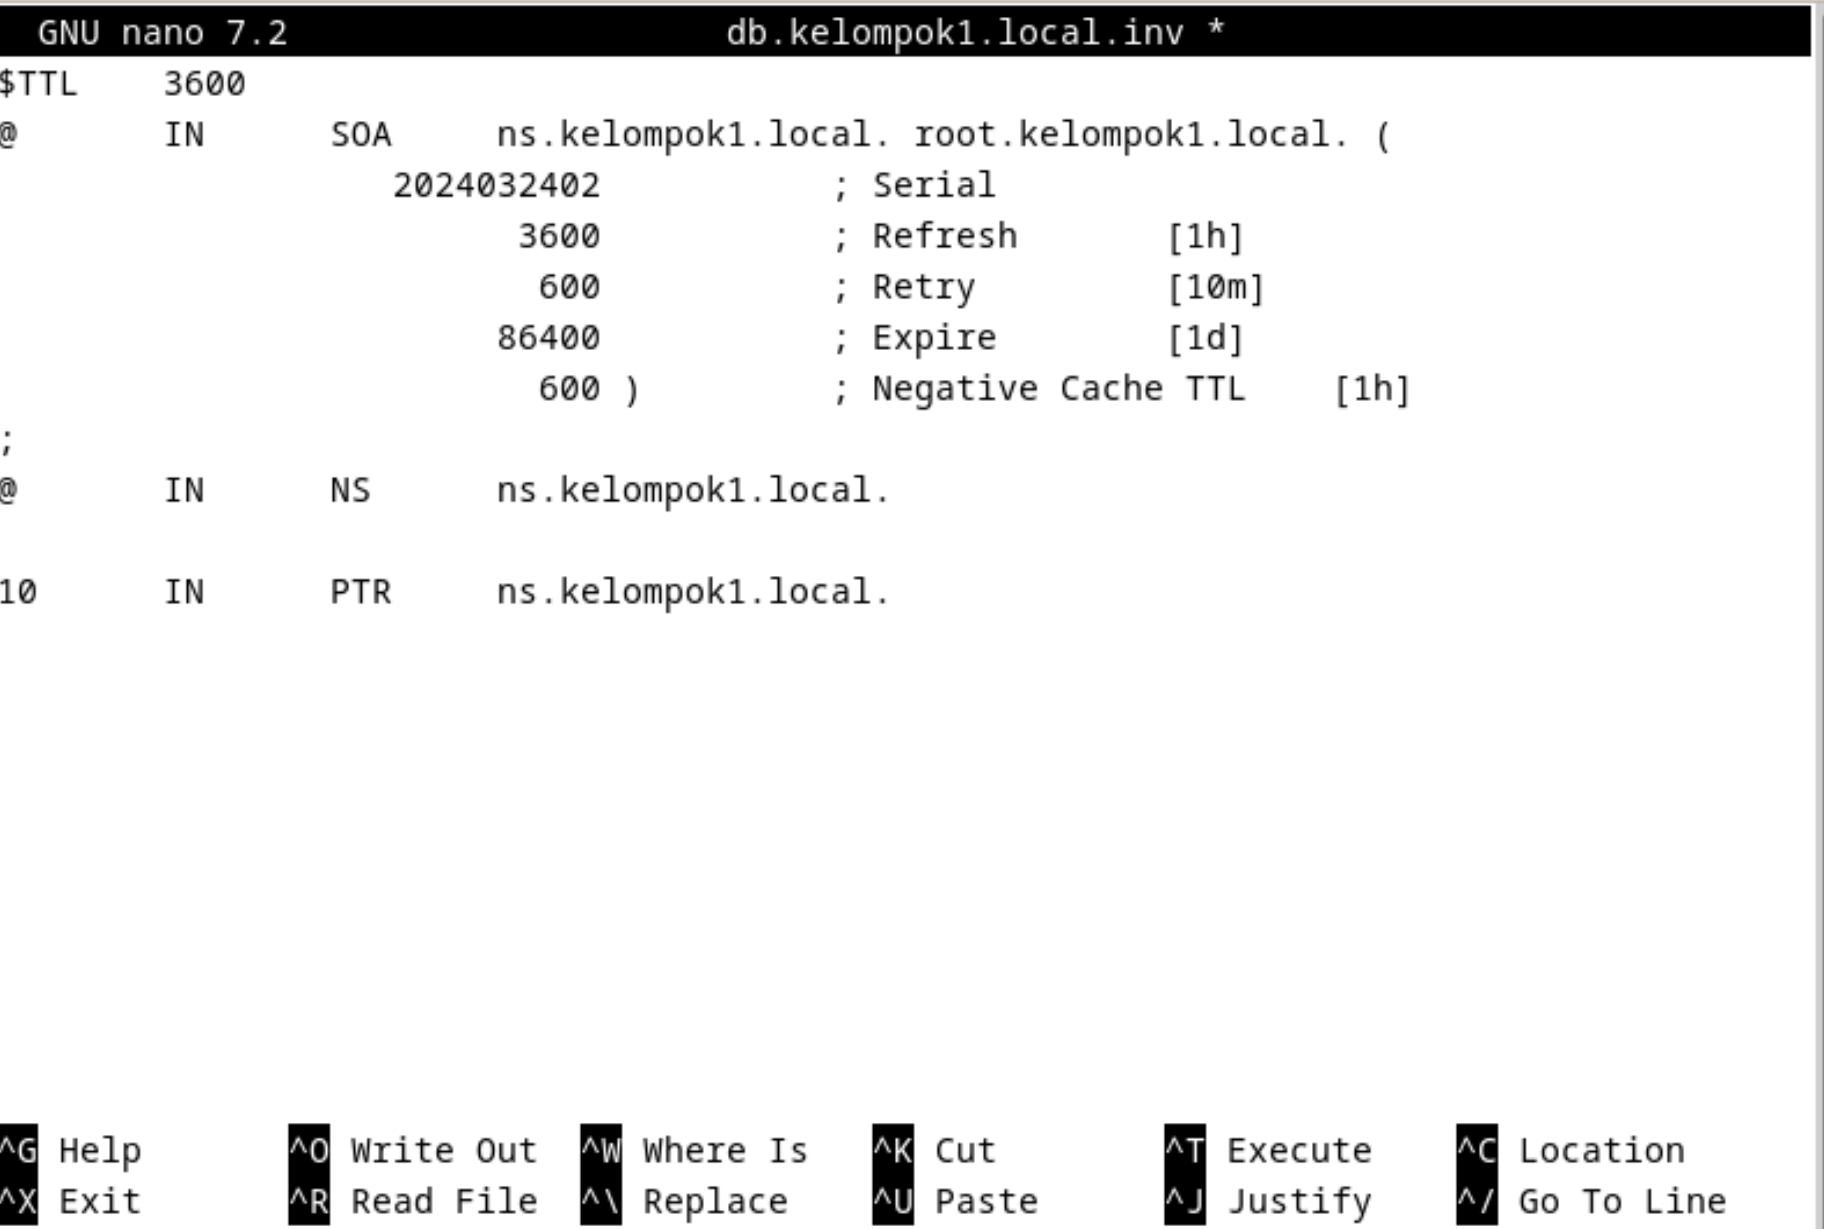 GNU nano 7.2 db.kelompok1.local.inv *
$TTL 3600
@ IN SOA ns.kelompok1.local. root.kelompok1.local. (
2024032402 ; Serial
3600 ; Refresh [1h]
600 ; Retry [10m]
86400 ; Expire [1d]
600 ) ; Negative Cache TTL [1h]
;
@ IN NS ns.kelompok1.local.
10 IN PTR ns.kelompok1.local.
^G Help ^O Write Out ^W Where Is ^K Cut ^T Execute ^C Location
^X Exit ^R Read File ^\ Replace ^U Paste ^J Justify ^/ Go To Line